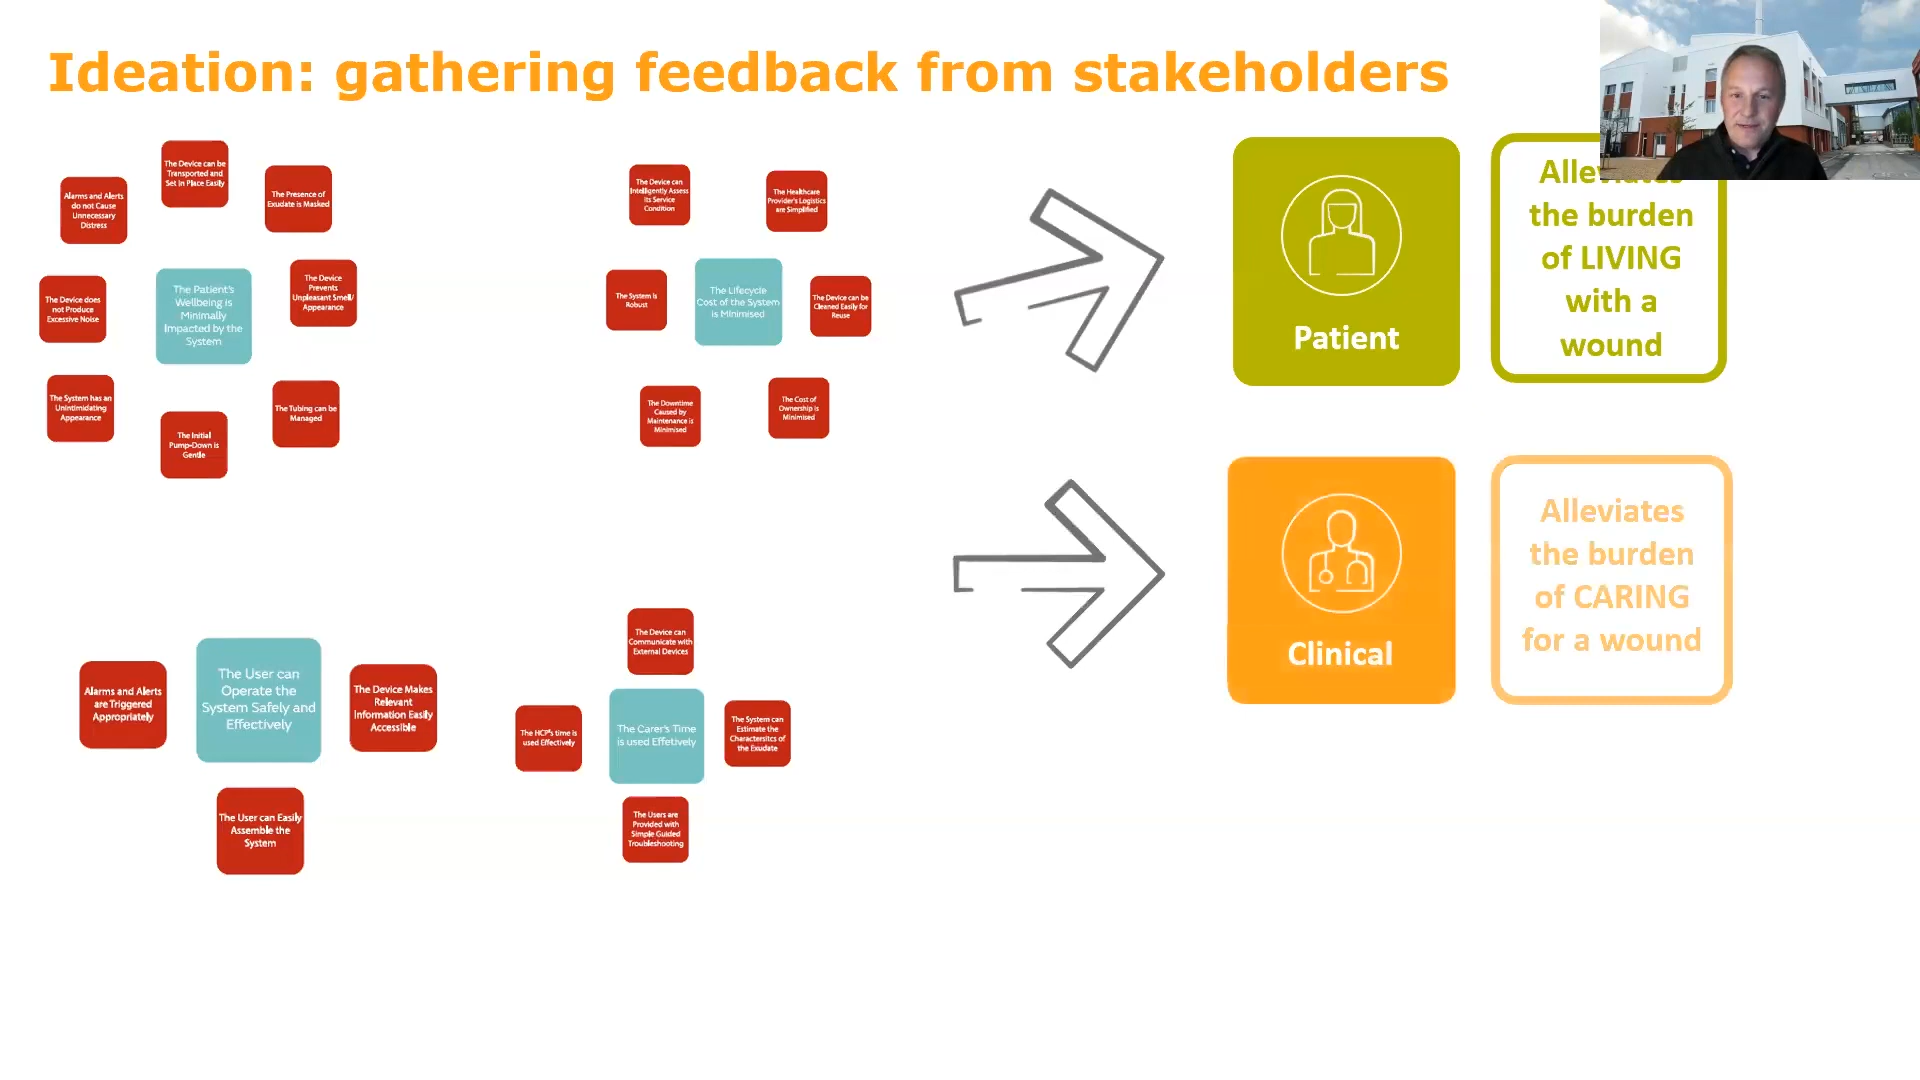 Ideation: gathering feedback from stakeholders
The Device can be
Transported and
Set in Place Easily
Alarms and Alerts
do not Cause
Unnecessary
Distress
The Presence of
Exudate is Masked
The Device does
not Produce
Excessive Noise
The Patient's
Wellbeing is
Minimally
Impacted by the
System
The Device
Prevents
Unpleasant Smell/
Appearance
The System has an
Unintimidating
Appearance
The Initial
Pump-Down is
Gentle
The Tubing can be
Managed
The Device can
Intelligently Assess
its Service
Condition
The Healthcare
Provider's Logistics
are Simplified
The System is
Robust
The Lifecycle
Cost of the System
is Minimised
The Device can be
Cleaned Easily for
Reuse
The Downtime
Caused by
Maintenance is
Minimised
The Cost of
Ownership is
Minimised
Alarms and Alerts
are Triggered
Appropriately
The User can
Operate the
System Safely and
Effectively
The Device Makes
Relevant
Information Easily
Accessible
The User can Easily
Assemble the
System
The Device can
Communicate with
External Devices
The HCP's time is
used Effectively
The Carer's Time
is used Effetively
The System can
Estimate the
Charactersitcs of
the Exudate
The Users are
Provided with
Simple Guided
Troubleshooting
Patient
Alleviates
the burden
of LIVING
with a
wound
Clinical
Alleviates
the burden
of CARING
for a wound